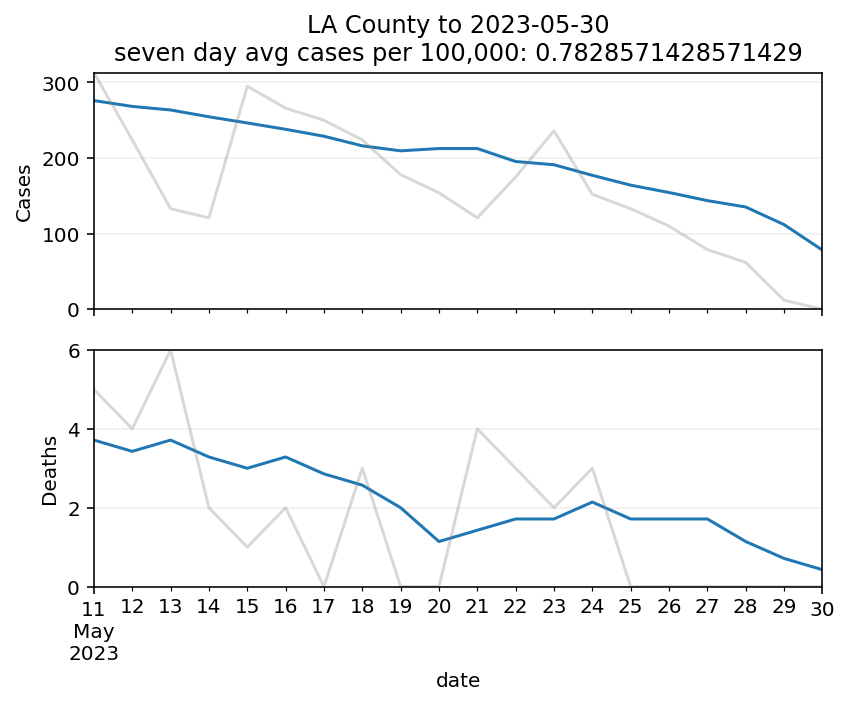 LA County to 2023-05-30
seven day avg cases per 100,000: 0.7828571428571429
300
200
100
0
Cases
6
4
2
0
Deaths
11 12 13 14 15 16 17 18 19 20 21 22 23 24 25 26 27 28 29 30
May
2023
date